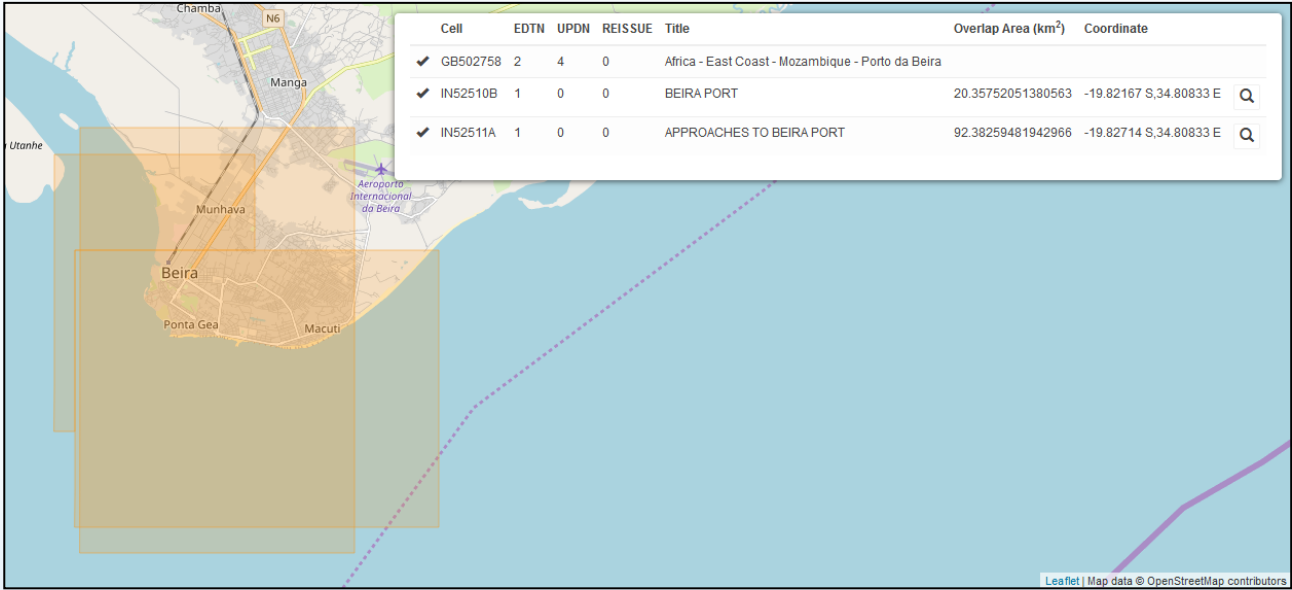 Chamba
N6
Manga
Utanhe
Aeroporto
Internacional
da Beira
Munhava
Beira
Ponta Gea
Macuti
Cell EDTN UPDN REISSUE Title Overlap Area (km²) Coordinate
✔ GB502758 2 4 0 Africa - East Coast - Mozambique - Porto da Beira
✔ IN52510B 1 0 0 BEIRA PORT 20.35752051380563 -19.82167 S,34.80833 E
✔ IN52511A 1 0 0 APPROACHES TO BEIRA PORT 92.38259481942966 -19.82714 S,34.80833 E
Leaflet | Map data © OpenStreetMap contributors